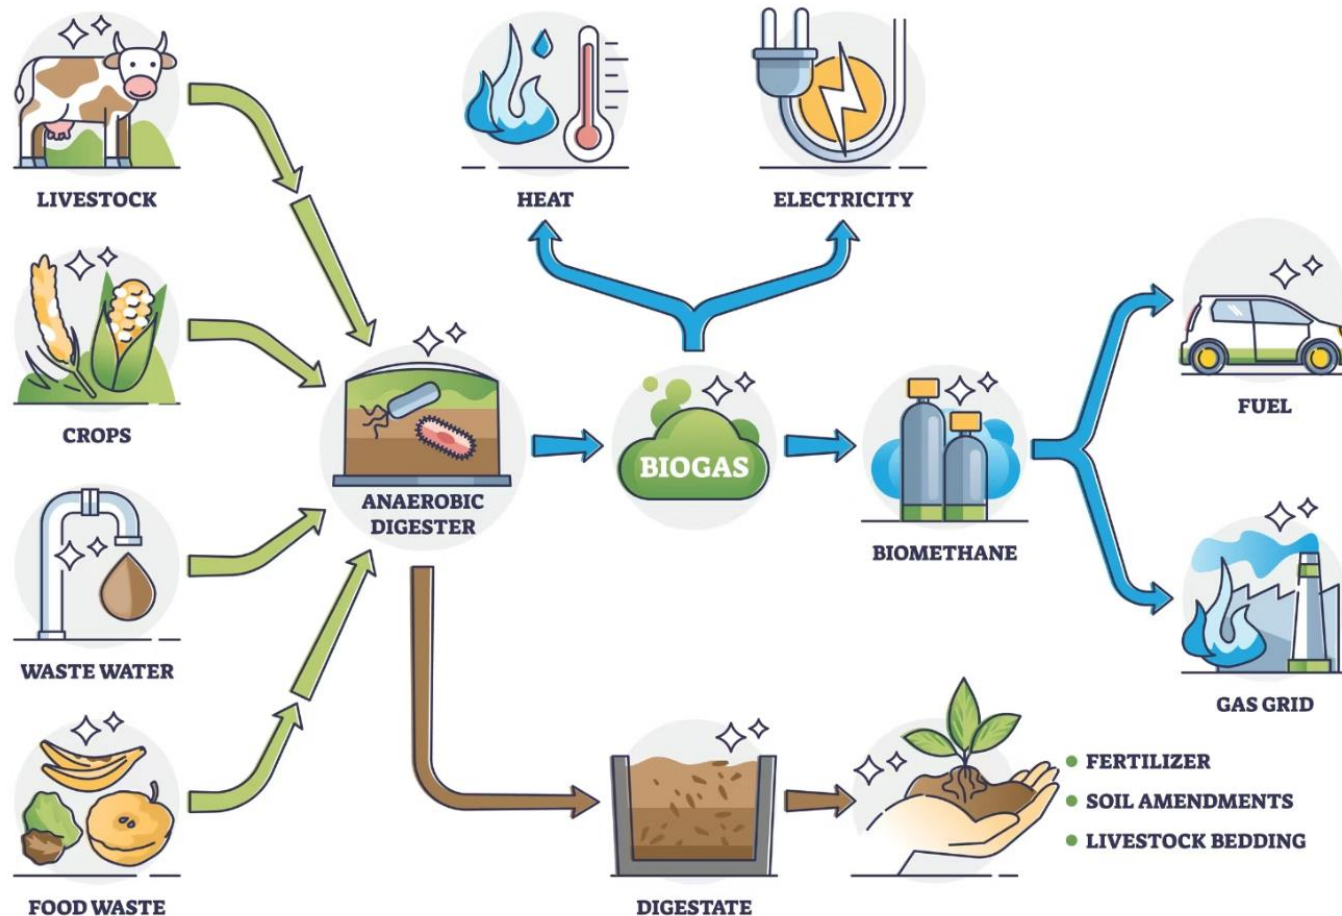 LIVESTOCK
HEAT
ELECTRICITY
CROPS
FUEL
ANAEROBIC
DIGESTER
BIOGAS
BIOMETHANE
WASTE WATER
GAS GRID
FOOD WASTE
DIGESTATE
FERTILIZER
SOIL AMENDMENTS
LIVESTOCK BEDDING